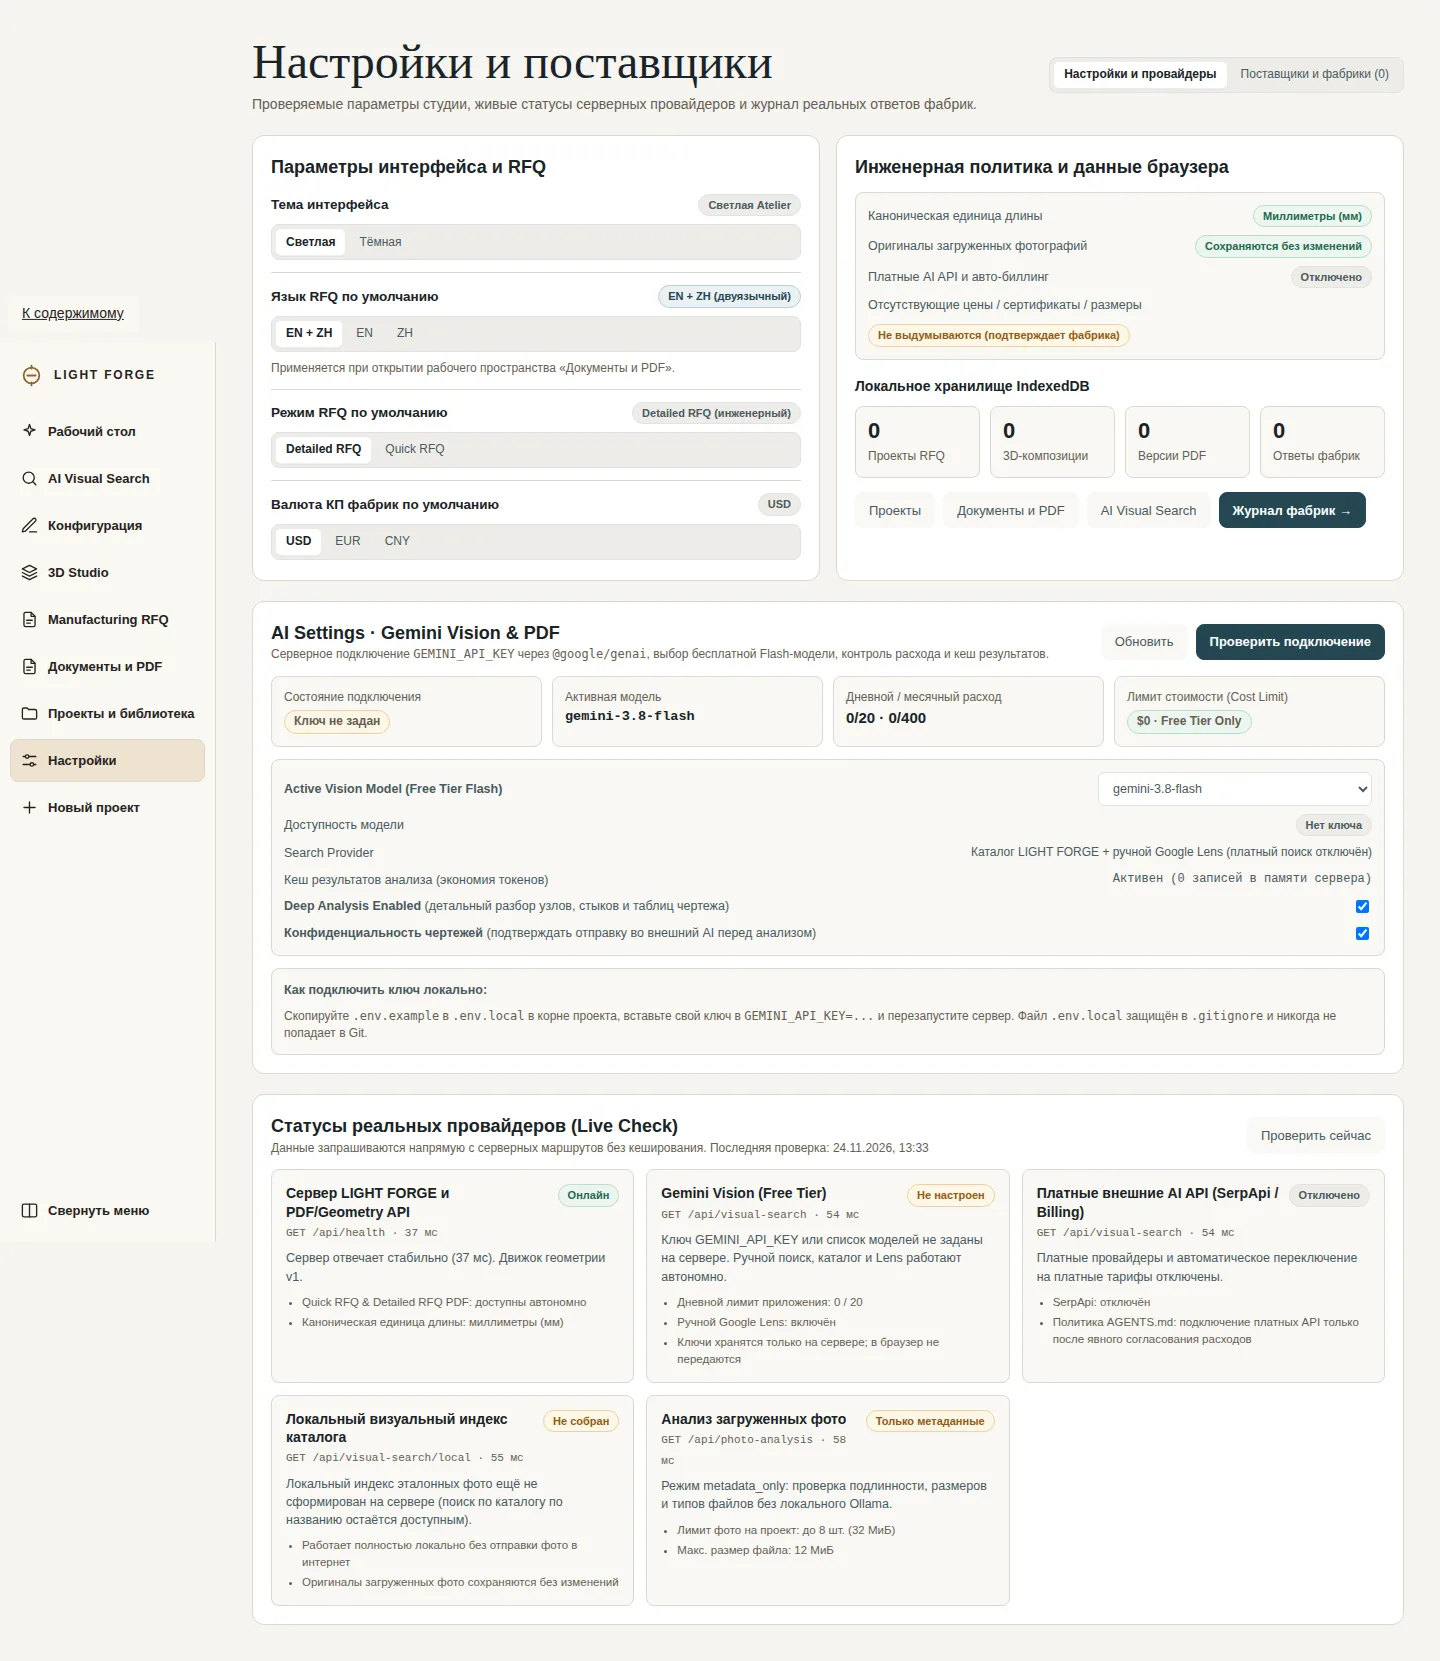 Настройки и поставщики
Проверяемые параметры студии, живые статусы серверных провайдеров и журнал реальных ответов фабрик.
Настройки и провайдеры
Поставщики и фабрики (0)
К содержимому
LIGHT FORGE
Рабочий стол
AI Visual Search
Конфигурация
3D Studio
Manufacturing RFQ
Документы и PDF
Проекты и библиотека
Настройки
Новый проект
Свернуть меню
Параметры интерфейса и RFQ
Тема интерфейса
Светлая Atelier
Светлая
Тёмная
Язык RFQ по умолчанию
EN + ZH (двуязычный)
EN + ZH
EN
ZH
Применяется при открытии рабочего пространства «Документы и PDF».
Режим RFQ по умолчанию
Detailed RFQ (инженерный)
Detailed RFQ
Quick RFQ
Валюта КП фабрик по умолчанию
USD
USD
EUR
CNY
Инженерная политика и данные браузера
Каноническая единица длины
Миллиметры (мм)
Оригиналы загруженных фотографий
Сохраняются без изменений
Платные AI API и авто-биллинг
Отключено
Отсутствующие цены / сертификаты / размеры
Не выдумываются (подтверждает фабрика)
Локальное хранилище IndexedDB
0
Проекты RFQ
0
3D-композиции
0
Версии PDF
0
Ответы фабрик
Проекты
Документы и PDF
AI Visual Search
Журнал фабрик →
AI Settings · Gemini Vision & PDF
Серверное подключение GEMINI_API_KEY через @google/genai, выбор бесплатной Flash-модели, контроль расхода и кеш результатов.
Обновить
Проверить подключение
Состояние подключения
Ключ не задан
Активная модель
gemini-3.8-flash
Дневной / месячный расход
0/20 · 0/400
Лимит стоимости (Cost Limit)
$0 · Free Tier Only
Active Vision Model (Free Tier Flash)
gemini-3.8-flash
Доступность модели
Нет ключа
Search Provider
Каталог LIGHT FORGE + ручной Google Lens (платный поиск отключён)
Кеш результатов анализа (экономия токенов)
Активен (0 записей в памяти сервера)
Deep Analysis Enabled (детальный разбор узлов, стыков и таблиц чертежа)
Конфиденциальность чертежей (подтверждать отправку во внешний AI перед анализом)
Как подключить ключ локально:
Скопируйте .env.example в .env.local в корне проекта, вставьте свой ключ в GEMINI_API_KEY=... и перезапустите сервер. Файл .env.local защищён в .gitignore и никогда не
попадает в Git.
Статусы реальных провайдеров (Live Check)
Данные запрашиваются напрямую с серверных маршрутов без кеширования. Последняя проверка: 24.11.2026, 13:33
Проверить сейчас
Сервер LIGHT FORGE и
PDF/Geometry API
Онлайн
GET /api/health · 37 мс
Сервер отвечает стабильно (37 мс). Движок геометрии
v1.
• Quick RFQ & Detailed RFQ PDF: доступны автономно
• Каноническая единица длины: миллиметры (мм)
Gemini Vision (Free Tier)
Не настроен
GET /api/visual-search · 54 мс
Ключ GEMINI_API_KEY или список моделей не заданы
на сервере. Ручной поиск, каталог и Lens работают
автономно.
• Дневной лимит приложения: 0 / 20
• Ручной Google Lens: включён
• Ключи хранятся только на сервере; в браузер не
передаются
Платные внешние AI API (SerpApi /
Billing)
Отключено
GET /api/visual-search · 54 мс
Платные провайдеры и автоматическое переключение
на платные тарифы отключены.
• SerpApi: отключён
• Политика AGENTS.md: подключение платных API только
после явного согласования расходов
Локальный визуальный индекс
каталога
Не собран
GET /api/visual-search/local · 55 мс
Локальный индекс эталонных фото ещё не
сформирован на сервере (поиск по каталогу по
названию остаётся доступным).
• Работает полностью локально без отправки фото в
интернет
• Оригиналы загруженных фото сохраняются без изменений
Анализ загруженных фото
Только метаданные
GET /api/photo-analysis · 58
мс
Режим metadata_only: проверка подлинности, размеров
и типов файлов без локального Ollama.
• Лимит фото на проект: до 8 шт. (32 МиБ)
• Макс. размер файла: 12 МиБ